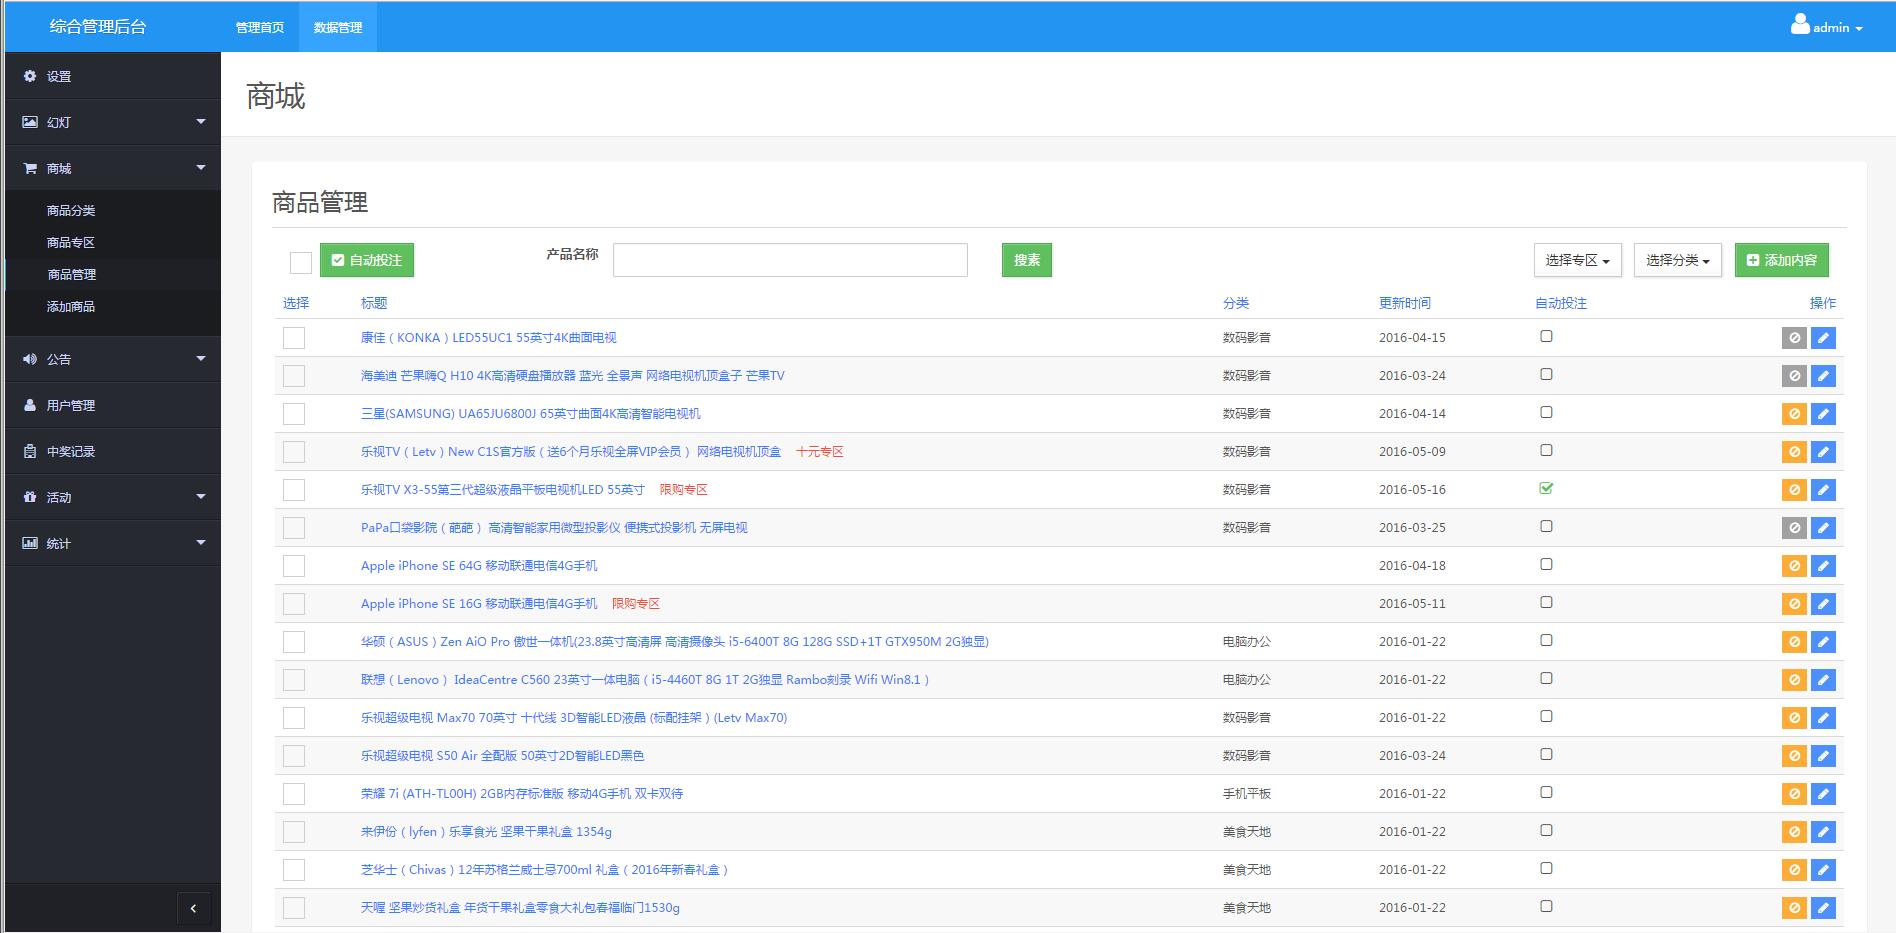 综合管理后台 管理首页 数据管理 admin
设置
幻灯
商城
商品分类
商品专区
商品管理
添加商品
公告
用户管理
中奖记录
活动
统计
商城
商品管理
自动投注 产品名称 搜素 选择专区 选择分类 添加内容
选择 标题 分类 更新时间 自动投注 操作
康佳（KONKA）LED55UC1 55英寸4K曲面电视 数码影音 2016-04-15
海美迪 芒果嗨Q H10 4K高清硬盘播放器 蓝光 全景声 网络电视机顶盒子 芒果TV 数码影音 2016-03-24
三星(SAMSUNG) UA65JU6800J 65英寸曲面4K高清智能电视机 数码影音 2016-04-14
乐视TV（Letv）New C1S官方版（送6个月乐视全屏VIP会员） 网络电视机顶盒 十元专区 数码影音 2016-05-09
乐视TV X3-55第三代超级液晶平板电视机LED 55英寸 限购专区 数码影音 2016-05-16
PaPa口袋影院（葩葩） 高清智能家用微型投影仪 便携式投影机 无屏电视 数码影音 2016-03-25
Apple iPhone SE 64G 移动联通电信4G手机 2016-04-18
Apple iPhone SE 16G 移动联通电信4G手机 限购专区 2016-05-11
华硕（ASUS）Zen AiO Pro 傲世一体机(23.8英寸高清屏 高清摄像头 i5-6400T 8G 128G SSD+1T GTX950M 2G独显) 电脑办公 2016-01-22
联想（Lenovo） IdeaCentre C560 23英寸一体电脑（i5-4460T 8G 1T 2G独显 Rambo刻录 Wifi Win8.1） 电脑办公 2016-01-22
乐视超级电视 Max70 70英寸 十代线 3D智能LED液晶 (标配挂架）(Letv Max70) 数码影音 2016-01-22
乐视超级电视 S50 Air 全配版 50英寸2D智能LED黑色 数码影音 2016-03-24
荣耀 7i (ATH-TL00H) 2GB内存标准版 移动4G手机 双卡双待 手机平板 2016-01-22
来伊份（lyfen）乐享食光 坚果干果礼盒 1354g 美食天地 2016-01-22
芝华士（Chivas）12年苏格兰威士忌700ml 礼盒（2016年新春礼盒） 美食天地 2016-01-22
天喔 坚果炒货礼盒 年货干果礼盒零食大礼包春福临门1530g 美食天地 2016-01-22